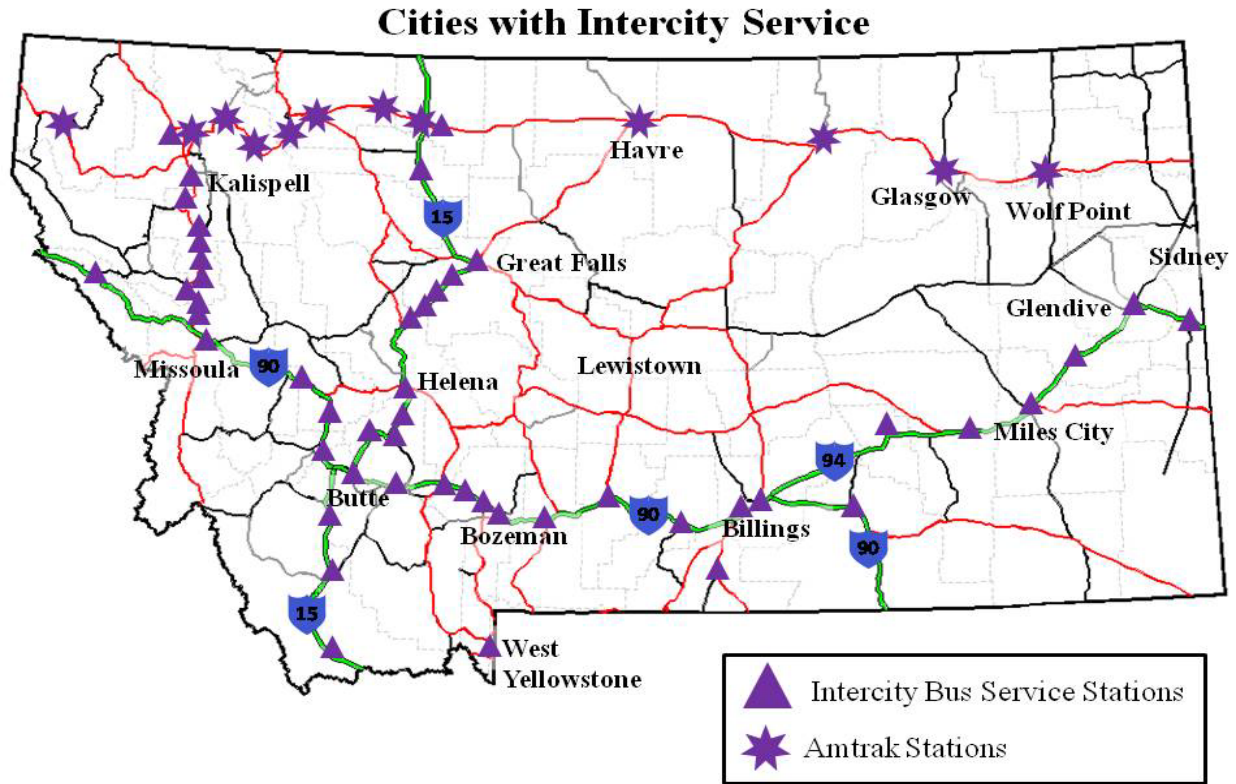 Cities with Intercity Service
Kalispell
Havre
Glasgow
Wolf Point
15
Sidney
Great Falls
Glendive
Missoula
90
Helena
Lewistown
Miles City
94
Butte
Bozeman
90
Billings
90
15
West
Yellowstone
Intercity Bus Service Stations
Amtrak Stations